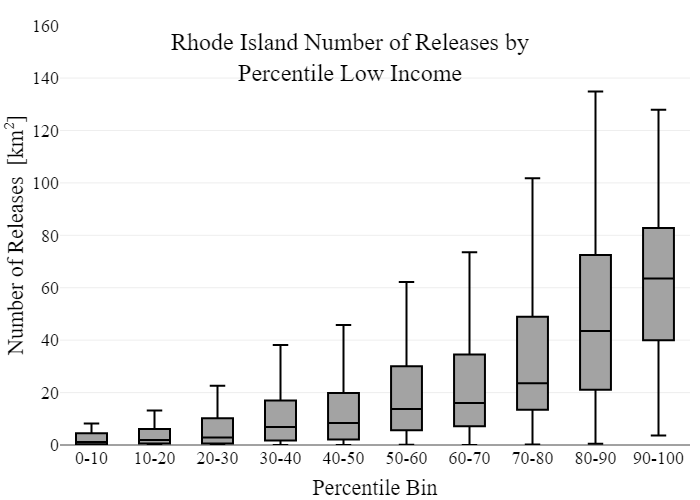 Rhode Island Number of Releases by
Percentile Low Income
Number of Releases [km²]
160
140
120
100
80
60
40
20
0
0-10 10-20 20-30 30-40 40-50 50-60 60-70 70-80 80-90 90-100
Percentile Bin